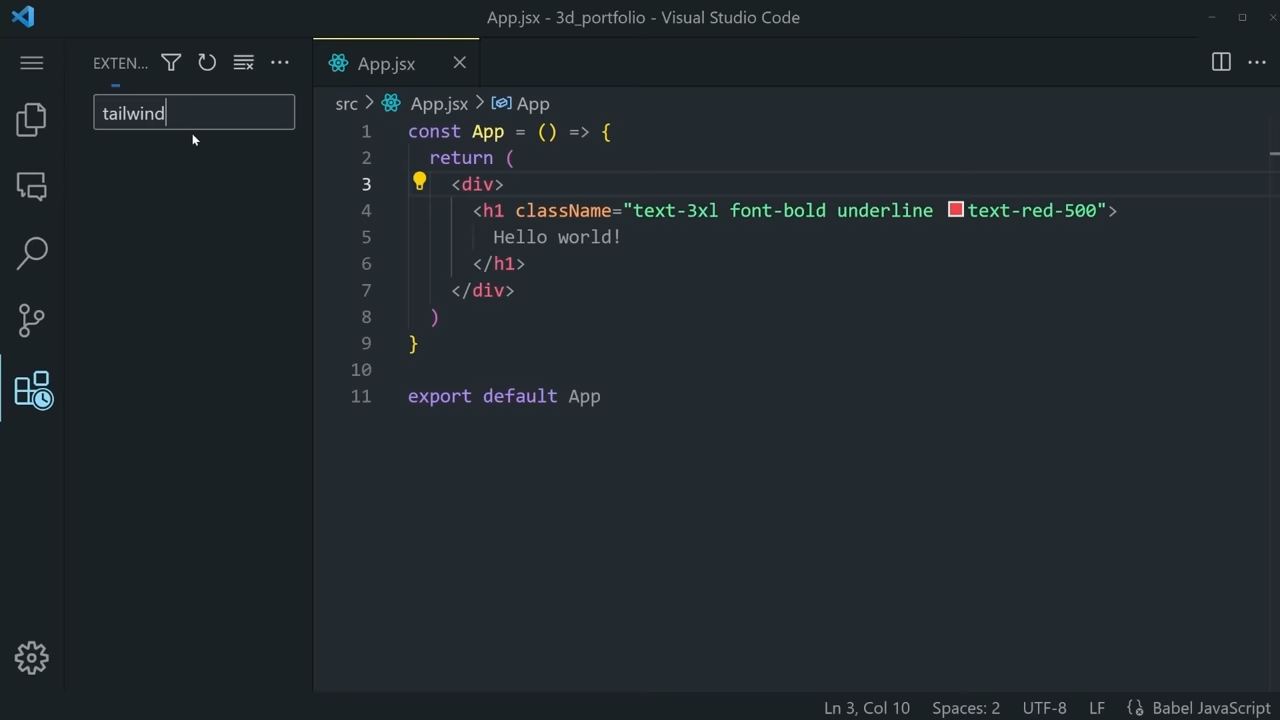 App.jsx - 3d_portfolio - Visual Studio Code
EXTEN...
tailwind
App.jsx
src > App.jsx > App
1 const App = () => {
2 return (
3 <div>
4 <h1 className="text-3xl font-bold underline text-red-500">
5 Hello world!
6 </h1>
7 </div>
8 )
9 }
10
11 export default App
Ln 3, Col 10 Spaces: 2 UTF-8 LF Babel JavaScript